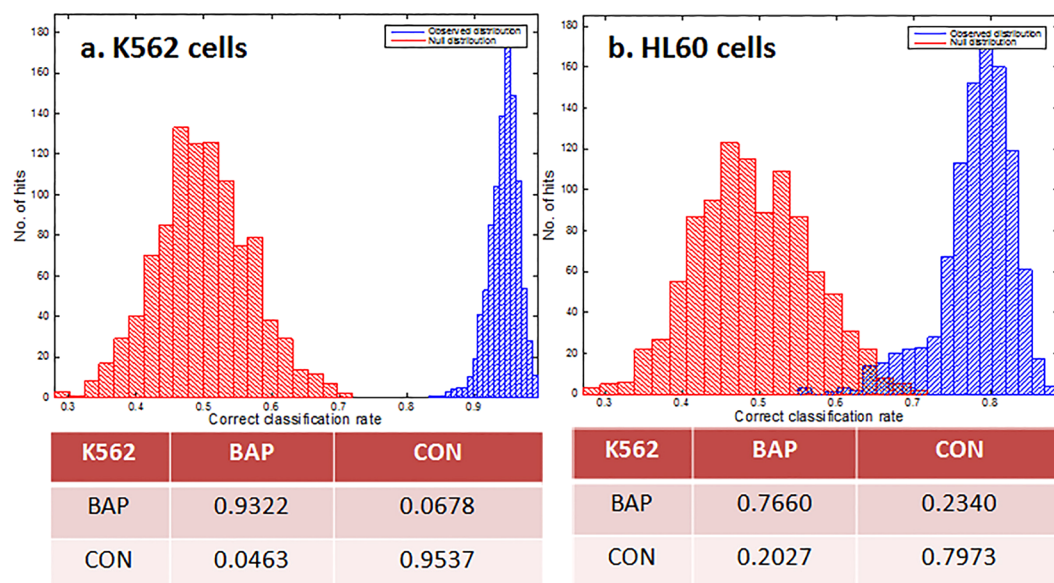 a. K562 cells
Observed distribution
Null distribution
180
160
140
120
100
80
60
40
20
0
No. of hits
0.3 0.4 0.5 0.6 0.7 0.8 0.9
Correct classification rate
K562 BAP CON
BAP 0.9322 0.0678
CON 0.0463 0.9537
b. HL60 cells
Observed distribution
Null distribution
180
160
140
120
100
80
60
40
20
0
No. of hits
0.3 0.4 0.5 0.6 0.7 0.8
Correct classification rate
K562 BAP CON
BAP 0.7660 0.2340
CON 0.2027 0.7973